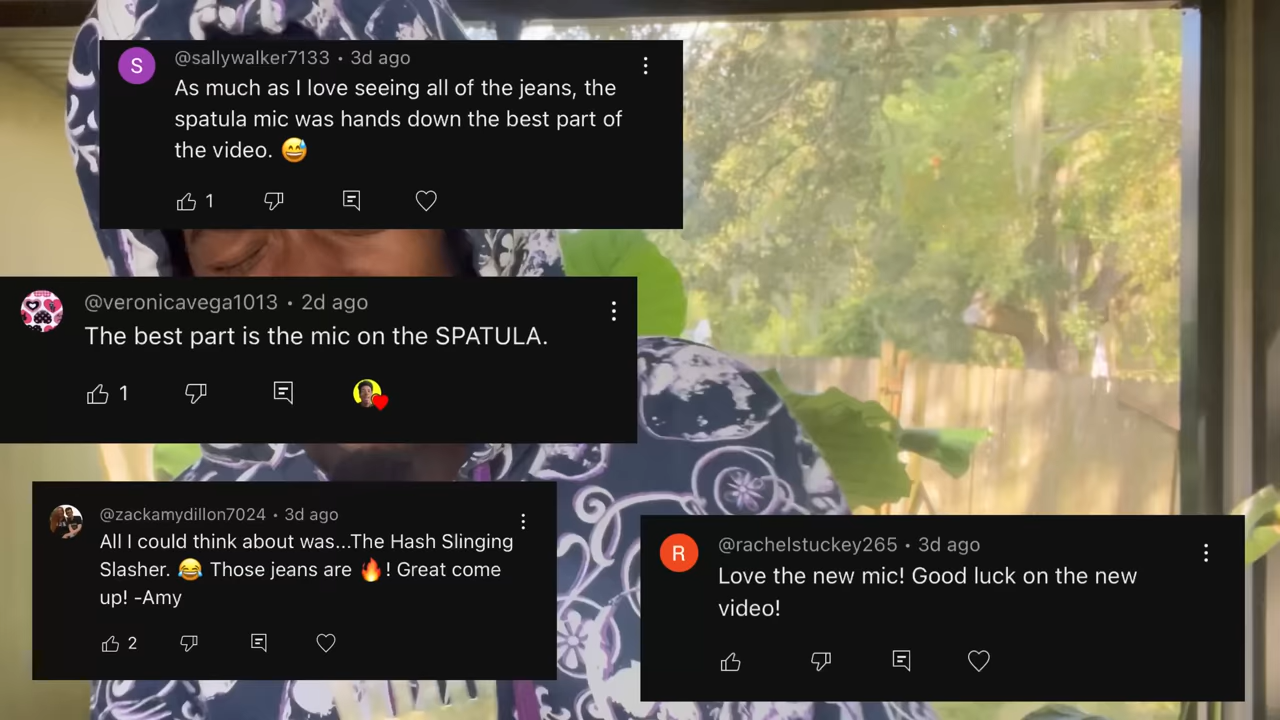 @sallywalker7133 • 3d ago
As much as I love seeing all of the jeans, the
spatula mic was hands down the best part of
the video. 😅
1
@veronicavega1013 • 2d ago
The best part is the mic on the SPATULA.
1
@zackamydillon7024 • 3d ago
All I could think about was...The Hash Slinging
Slasher. 😂 Those jeans are 🔥! Great come
up! -Amy
2
@rachelstuckey265 • 3d ago
Love the new mic! Good luck on the new
video!